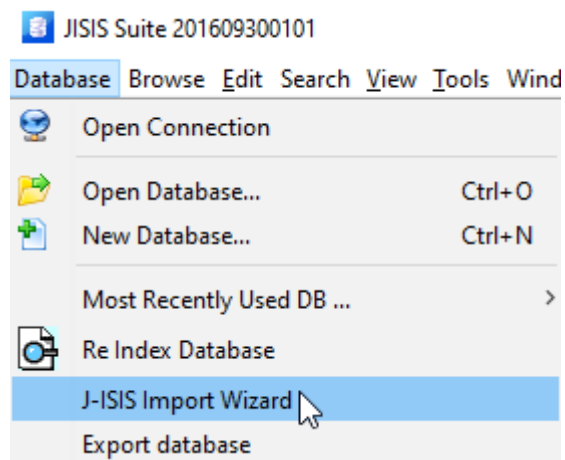 JISIS Suite 201609300101
Database Browse Edit Search View Tools Wind
Open Connection
Open Database... Ctrl+O
New Database... Ctrl+N
Most Recently Used DB ... >
Re Index Database
J-ISIS Import Wizard
Export database